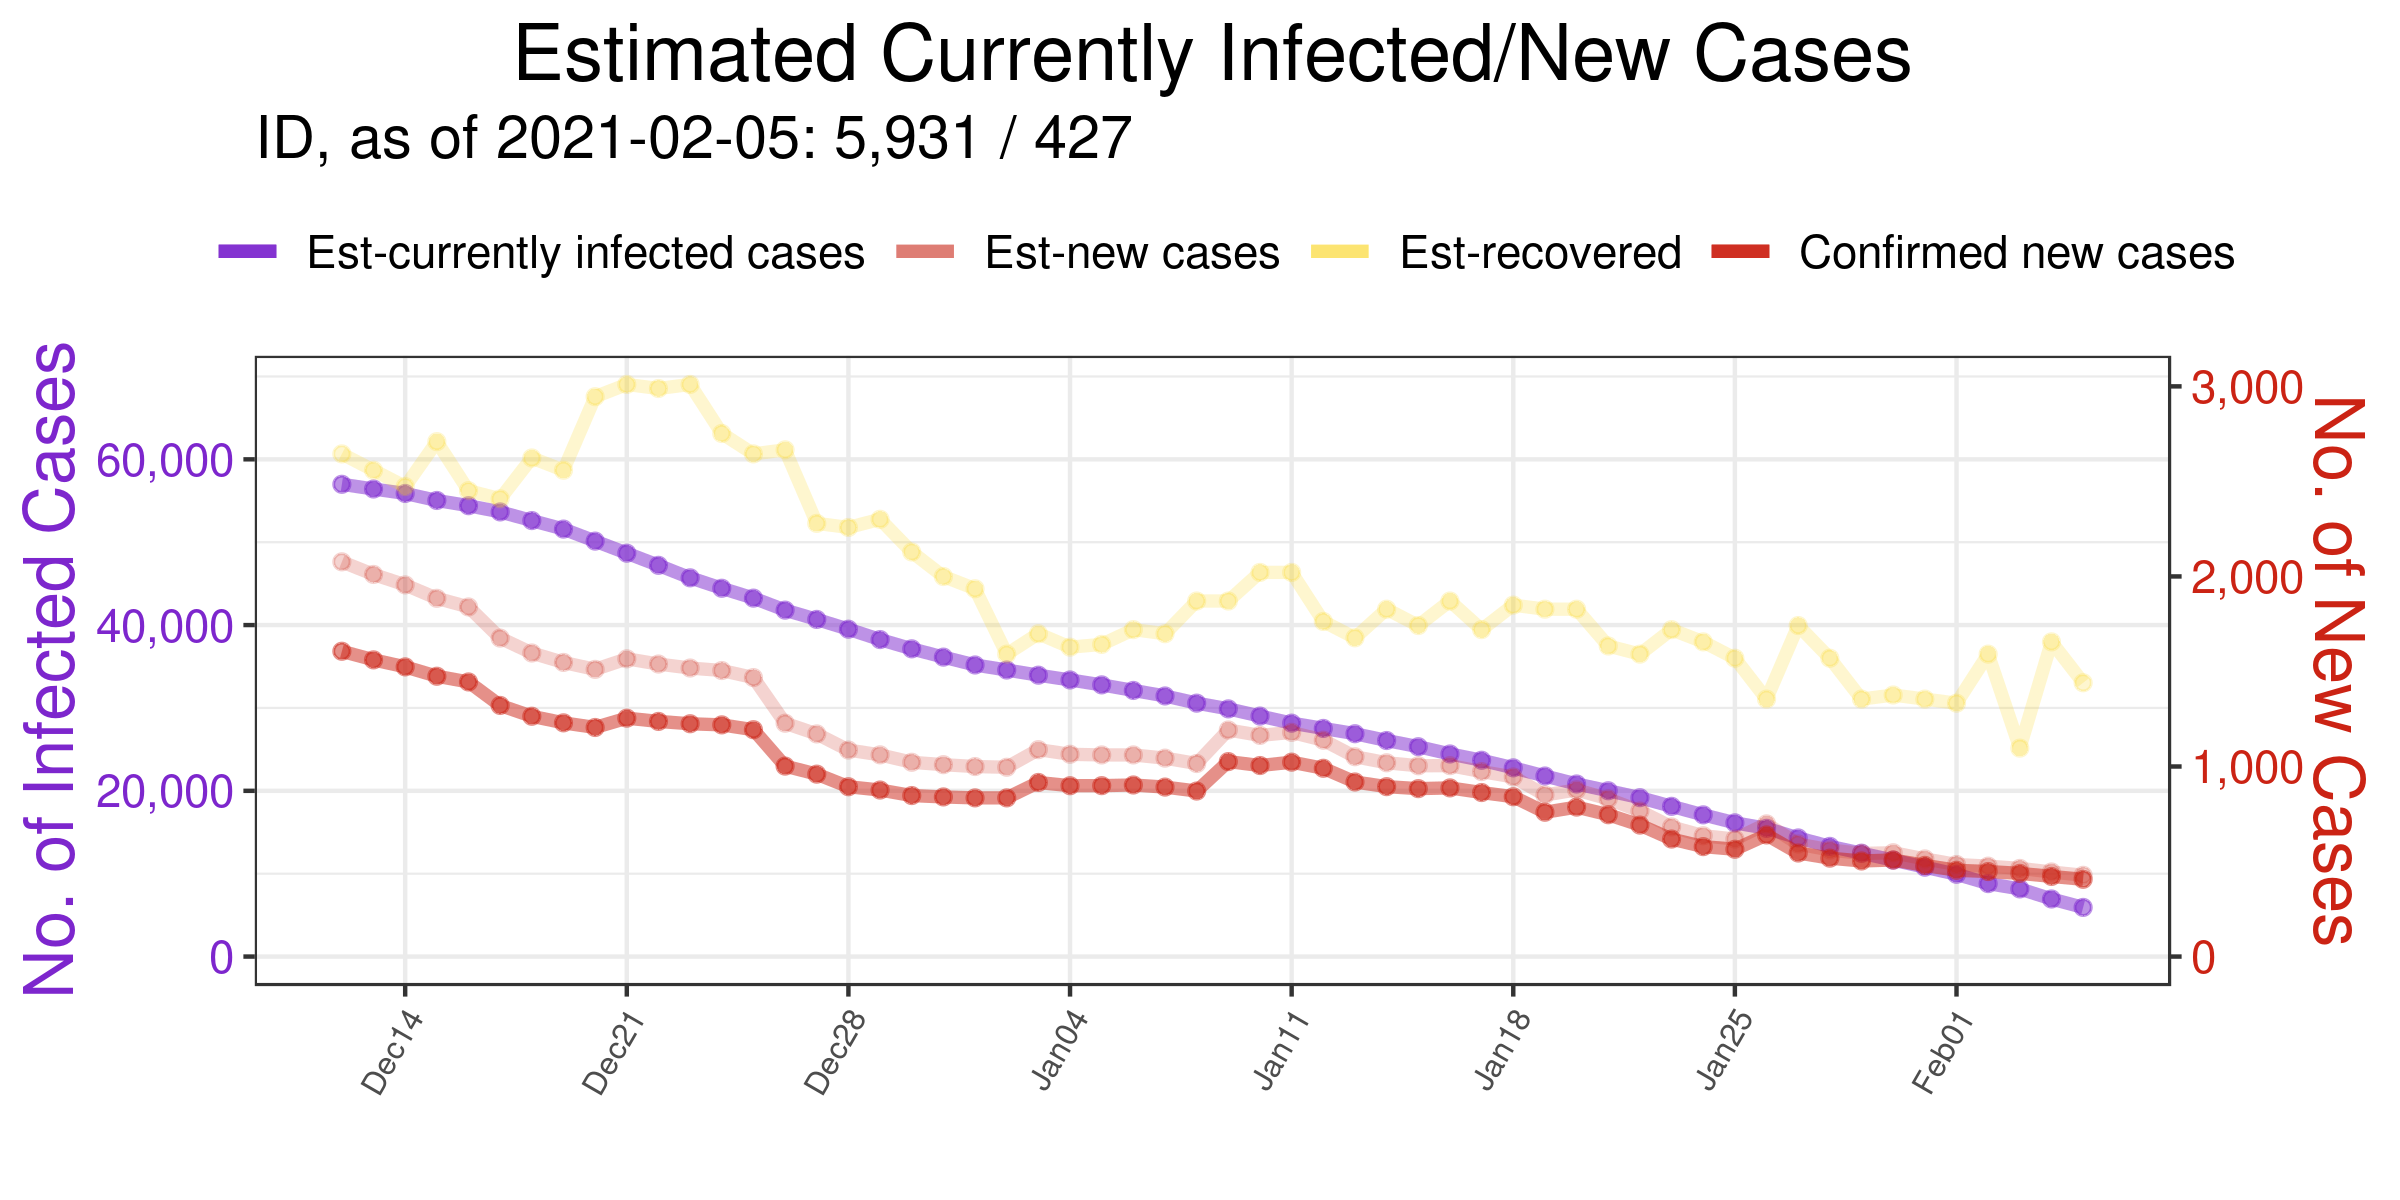 Estimated Currently Infected/New Cases
ID, as of 2021-02-05: 5,931 / 427
Est-currently infected cases
Est-new cases
Est-recovered
Confirmed new cases
No. of Infected Cases
60,000
40,000
20,000
0
3,000
2,000
1,000
0
No. of New Cases
Dec14
Dec21
Dec28
Jan04
Jan11
Jan18
Jan25
Feb01